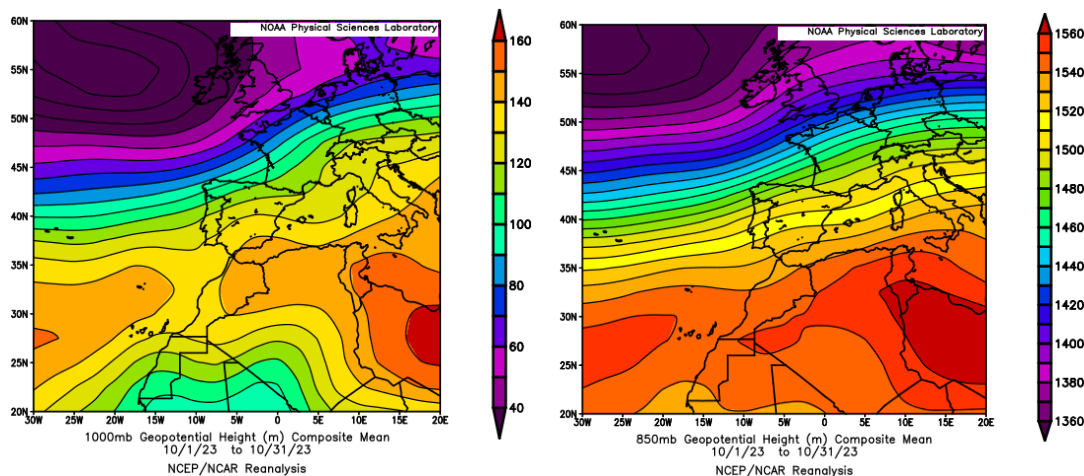 NOAA Physical Sciences Laboratory
60N
55N
50N
45N
40N
35N
30N
25N
20N
30W 25W 20W 15W 10W 5W 0 5E 10E 15E 20E
160
140
120
100
80
60
40
1000mb Geopotential Height (m) Composite Mean
10/1/23 to 10/31/23
NCEP/NCAR Reanalysis
NOAA Physical Sciences Laboratory
60N
55N
50N
45N
40N
35N
30N
25N
20N
30W 25W 20W 15W 10W 5W 0 5E 10E 15E 20E
1560
1540
1520
1500
1480
1460
1440
1420
1400
1380
1360
850mb Geopotential Height (m) Composite Mean
10/1/23 to 10/31/23
NCEP/NCAR Reanalysis